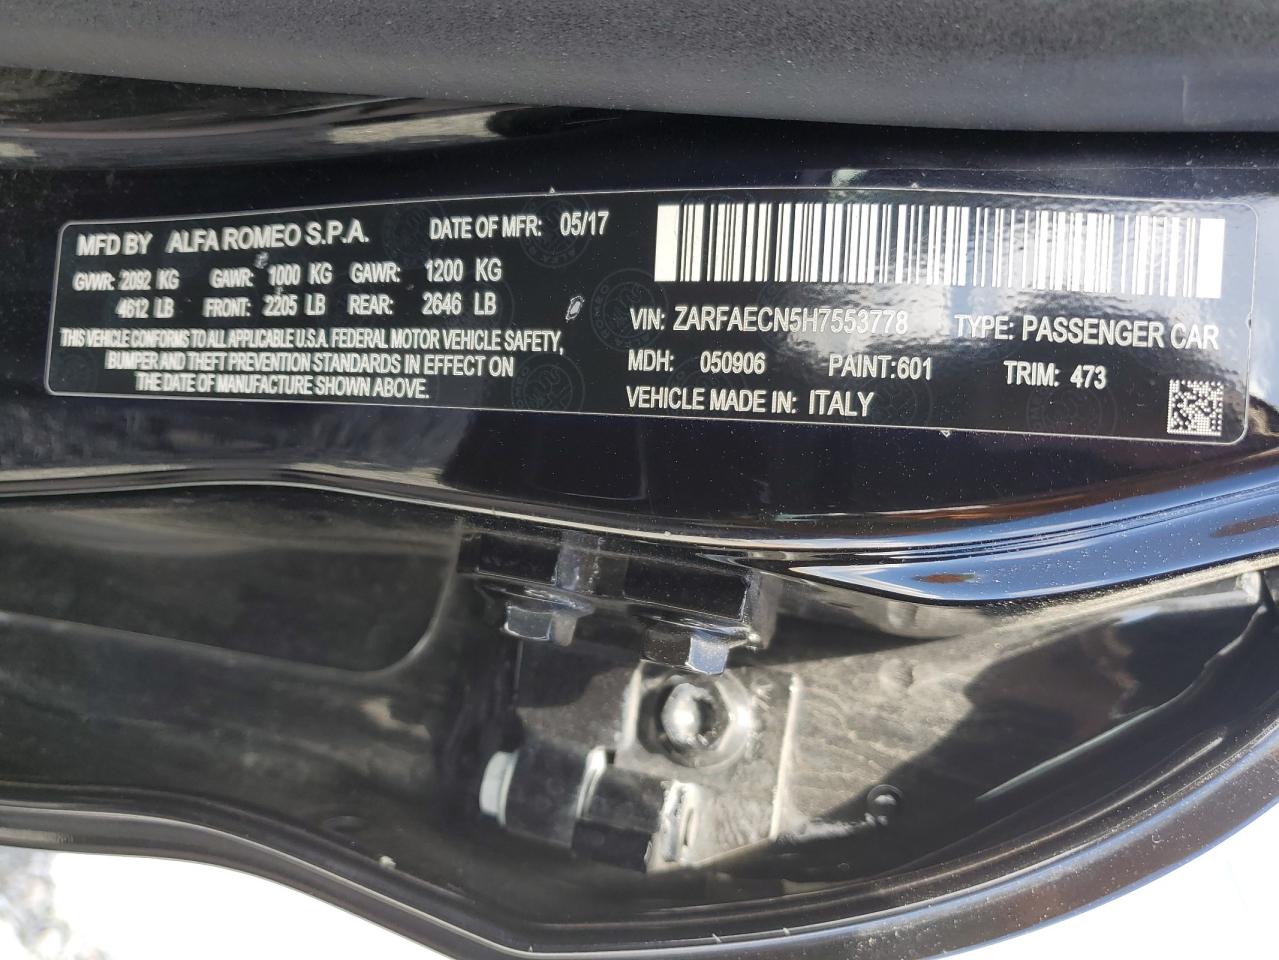 MFD BY ALFA ROMEO S.P.A. DATE OF MFR: 05/17
GVWR: 2092 KG GAWR: 1000 KG GAWR: 1200 KG
4612 LB FRONT: 2205 LB REAR: 2646 LB
THIS VEHICLE CONFORMS TO ALL APPLICABLE U.S.A. FEDERAL MOTOR VEHICLE SAFETY,
BUMPER AND THEFT PREVENTION STANDARDS IN EFFECT ON
THE DATE OF MANUFACTURE SHOWN ABOVE.
VIN: ZARFAECN5H7553778 TYPE: PASSENGER CAR
MDH: 050906 PAINT:601 TRIM: 473
VEHICLE MADE IN: ITALY